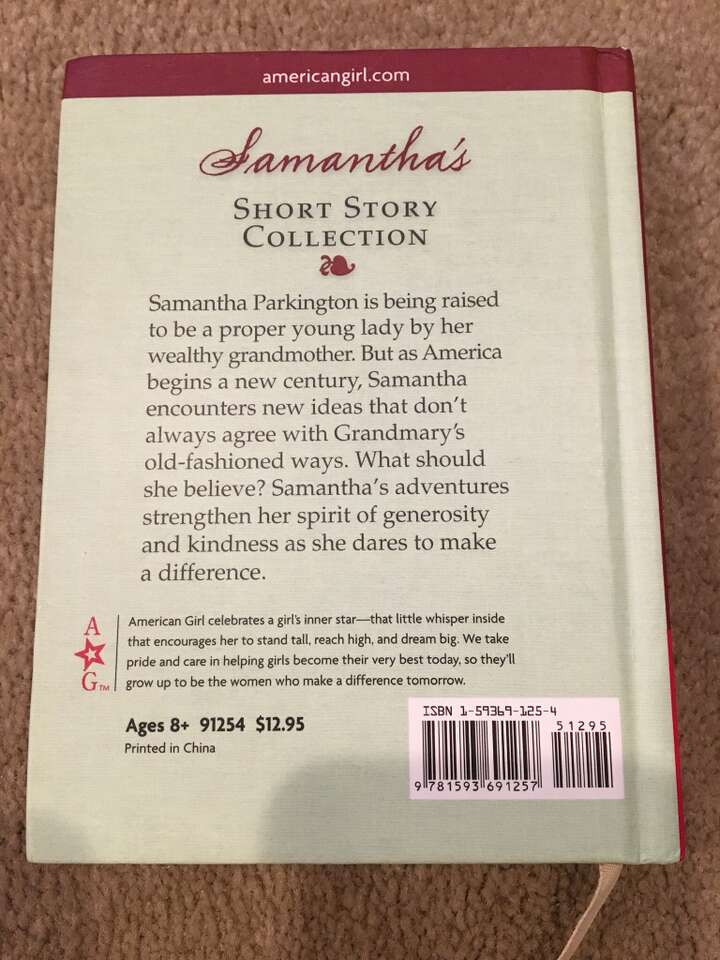 americangirl.com
Samantha's
SHORT STORY
COLLECTION
Samantha Parkington is being raised
to be a proper young lady by her
wealthy grandmother. But as America
begins a new century, Samantha
encounters new ideas that don't
always agree with Grandmary's
old-fashioned ways. What should
she believe? Samantha's adventures
strengthen her spirit of generosity
and kindness as she dares to make
a difference.
A
G™
American Girl celebrates a girl's inner star—that little whisper inside
that encourages her to stand tall, reach high, and dream big. We take
pride and care in helping girls become their very best today, so they'll
grow up to be the women who make a difference tomorrow.
Ages 8+ 91254 $12.95
Printed in China
ISBN 1-59369-125-4
51295
9 781593 691257